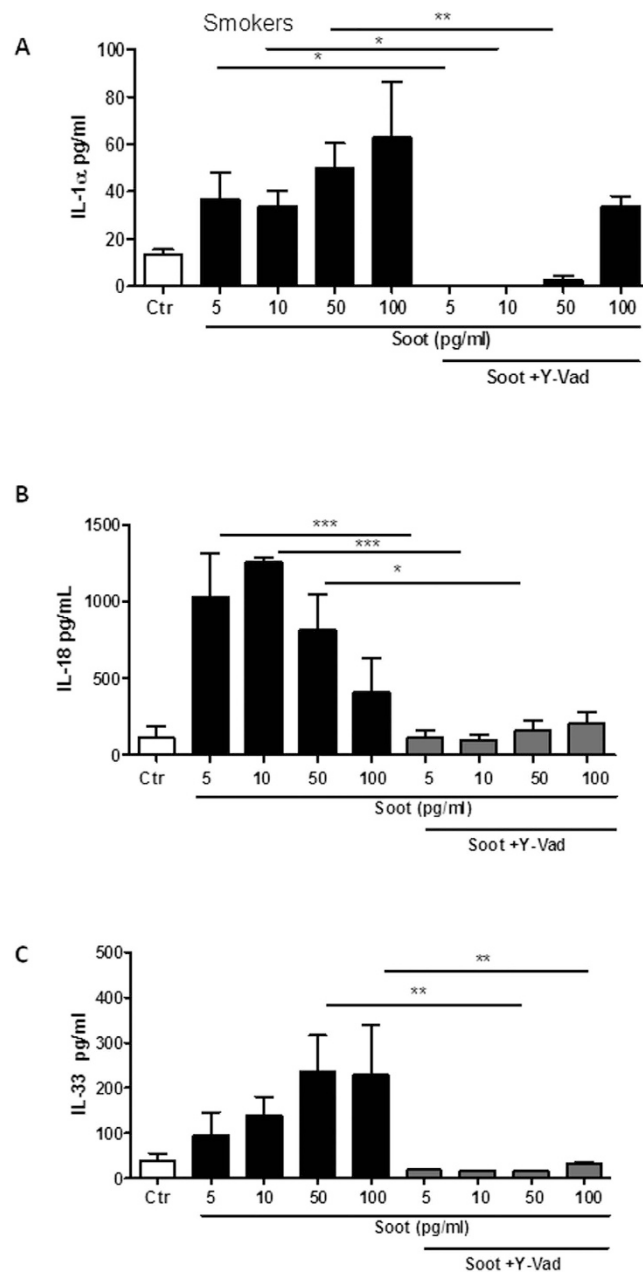 Smokers
**
*
*
A
IL-1α pg/ml
100
80
60
40
20
0
Ctr 5 10 50 100 5 10 50 100
Soot (pg/ml)
Soot +Y-Vad
B
IL-18 pg/mL
***
***
*
1500
1000
500
0
Ctr 5 10 50 100 5 10 50 100
Soot (pg/ml)
Soot +Y-Vad
C
IL-33 pg/ml
**
**
500
400
300
200
100
0
Ctr 5 10 50 100 5 10 50 100
Soot (pg/ml)
Soot +Y-Vad